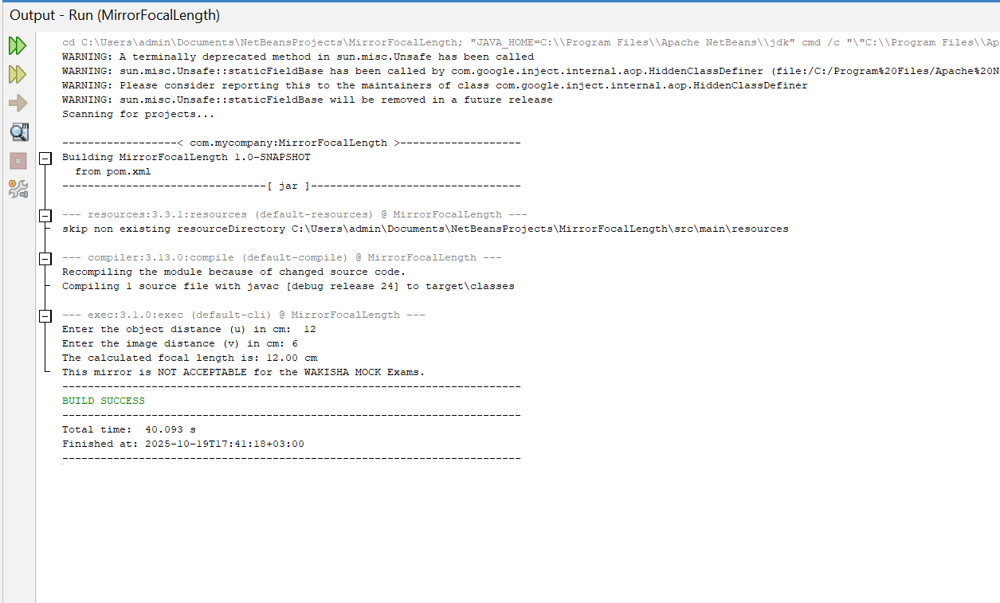 Output - Run (MirrorFocalLength)
cd C:\Users\admin\Documents\NetBeansProjects\MirrorFocalLength; "JAVA_HOME=C:\\Program Files\\Apache NetBeans\\jdk" cmd /c "\"C:\\Program Files\\Ap
WARNING: A terminally deprecated method in sun.misc.Unsafe has been called
WARNING: sun.misc.Unsafe::staticFieldBase has been called by com.google.inject.internal.aop.HiddenClassDefiner (file:/C:/Program%20Files/Apache%20N
WARNING: Please consider reporting this to the maintainers of class com.google.inject.internal.aop.HiddenClassDefiner
WARNING: sun.misc.Unsafe::staticFieldBase will be removed in a future release
Scanning for projects...
------------------< com.mycompany:MirrorFocalLength >-------------------
Building MirrorFocalLength 1.0-SNAPSHOT
  from pom.xml
--------------------------------[ jar ]---------------------------------
--- resources:3.3.1:resources (default-resources) @ MirrorFocalLength ---
skip non existing resourceDirectory C:\Users\admin\Documents\NetBeansProjects\MirrorFocalLength\src\main\resources
--- compiler:3.13.0:compile (default-compile) @ MirrorFocalLength ---
Recompiling the module because of changed source code.
Compiling 1 source file with javac [debug release 24] to target\classes
--- exec:3.1.0:exec (default-cli) @ MirrorFocalLength ---
Enter the object distance (u) in cm:  12
Enter the image distance (v) in cm: 6
The calculated focal length is: 12.00 cm
This mirror is NOT ACCEPTABLE for the WAKISHA MOCK Exams.
------------------------------------------------------------------------
BUILD SUCCESS
------------------------------------------------------------------------
Total time:  40.093 s
Finished at: 2025-10-19T17:41:18+03:00
------------------------------------------------------------------------